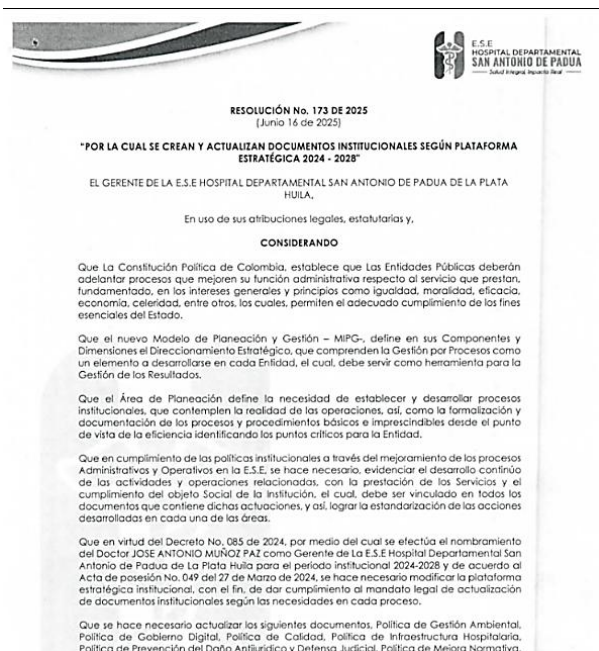 E.S.E
HOSPITAL DEPARTAMENTAL
SAN ANTONIO DE PADUA
Salud Integral, Impacto Real
RESOLUCIÓN No. 173 DE 2025
(Junio 16 de 2025)
"POR LA CUAL SE CREAN Y ACTUALIZAN DOCUMENTOS INSTITUCIONALES SEGÚN PLATAFORMA
ESTRATÉGICA 2024 - 2028"
EL GERENTE DE LA E.S.E HOSPITAL DEPARTAMENTAL SAN ANTONIO DE PADUA DE LA PLATA
HUILA,
En uso de sus atribuciones legales, estatutarias y,
CONSIDERANDO
Que La Constitución Política de Colombia, establece que Las Entidades Públicas deberán
adelantar procesos que mejoren su función administrativa respecto al servicio que prestan,
fundamentado, en los intereses generales y principios como igualdad, moralidad, eficacia,
economía, celeridad, entre otros, los cuales, permiten el adecuado cumplimiento de los fines
esenciales del Estado.
Que el nuevo Modelo de Planeación y Gestión – MIPG-, define en sus Componentes y
Dimensiones el Direccionamiento Estratégico, que comprenden la Gestión por Procesos como
un elemento a desarrollarse en cada Entidad, el cual, debe servir como herramienta para la
Gestión de los Resultados.
Que el Área de Planeación define la necesidad de establecer y desarrollar procesos
institucionales, que contemplen la realidad de las operaciones, así, como la formalización y
documentación de los procesos y procedimientos básicos e imprescindibles desde el punto
de vista de la eficiencia identificando los puntos críticos para la Entidad.
Que en cumplimiento de las políticas institucionales a través del mejoramiento de los procesos
Administrativos y Operativos en la E.S.E, se hace necesario, evidenciar el desarrollo continúo
de las actividades y operaciones relacionadas, con la prestación de los Servicios y el
cumplimiento del objeto Social de la Institución, el cual, debe ser vinculado en todos los
documentos que contiene dichas actuaciones, y así, lograr la estandarización de las acciones
desarrolladas en cada una de las áreas.
Que en virtud del Decreto No. 085 de 2024, por medio del cual se efectúa el nombramiento
del Doctor JOSE ANTONIO MUÑOZ PAZ como Gerente de La E.S.E Hospital Departamental San
Antonio de Padua de La Plata Huila para el periodo institucional 2024-2028 y de acuerdo al
Acta de posesión No. 049 del 27 de Marzo de 2024, se hace necesario modificar la plataforma
estratégica institucional, con el fin, de dar cumplimiento al mandato legal de actualización
de documentos institucionales según las necesidades en cada proceso.
Que se hace necesario actualizar los siguientes documentos, Política de Gestión Ambiental,
Política de Gobierno Digital, Política de Calidad, Política de Infraestructura Hospitalaria,
Política de Prevención del Daño Antijurídico y Defensa Judicial, Política de Mejora Normativa,